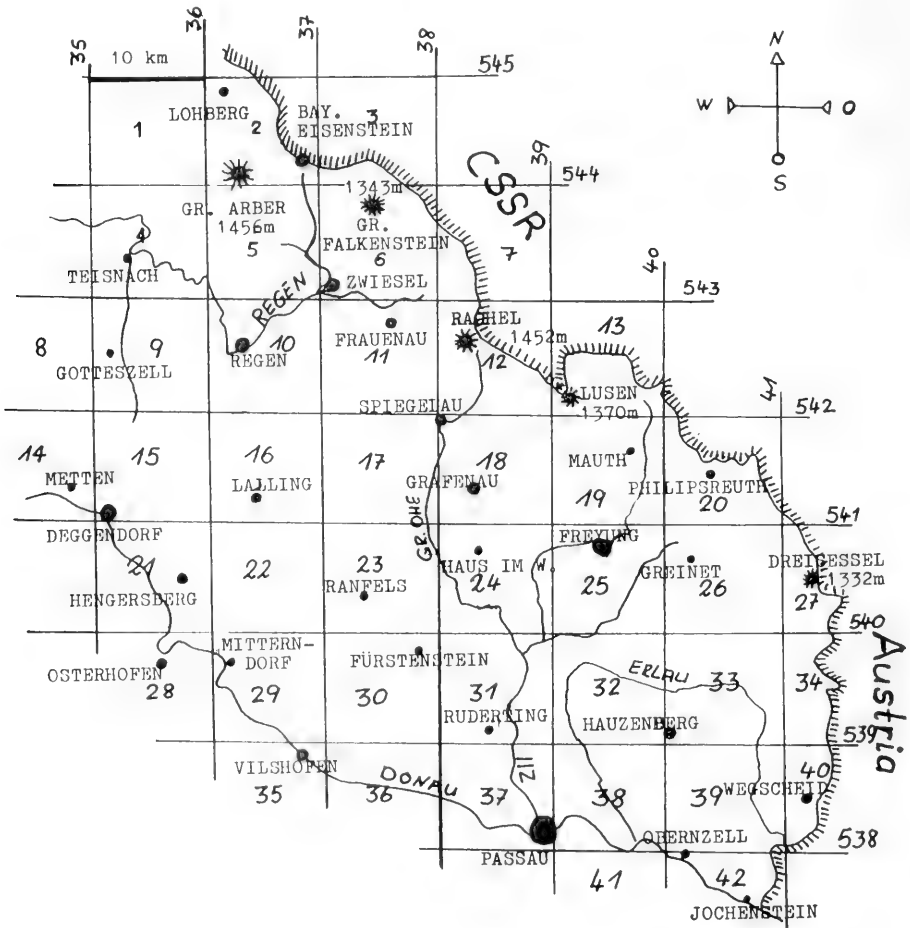 35
36
37
38
545
10 km
N
W
O
S
LOHBERG
BAY.
EISENSTEIN
1
2
3
CSSR
39
544
GR. ARBER
1456m
1343m
GR.
FALKENSTEIN
4
5
6
7
TEISNACH
ZWIESEL
REGEN
40
543
8
9
10
11
12
13
GOTTESZELL
REGEN
FRAUENAU
RACHEL
1452m
LUSEN
1370m
41
542
SPIEGELAU
14
15
16
17
18
19
20
METTEN
LALLING
GRAFENAU
MAUTH
PHILIPSREUTH
DEGGENDORF
GR. OHE
FREYUNG
541
21
22
23
24
25
26
27
HENGERSBERG
RANFELS
HAUS IM W.
GREINET
DREISESSEL
1332m
540
Austria
OSTERHOFEN
MITTERN-
DORF
FÜRSTENSTEIN
ERLAU
28
29
30
31
32
33
34
RUDERTING
HAUZENBERG
539
VILSHOFEN
DONAU
ILZ
35
36
37
38
39
40
WEGSCHEID
PASSAU
OBERNZELL
538
41
42
JOCHENSTEIN